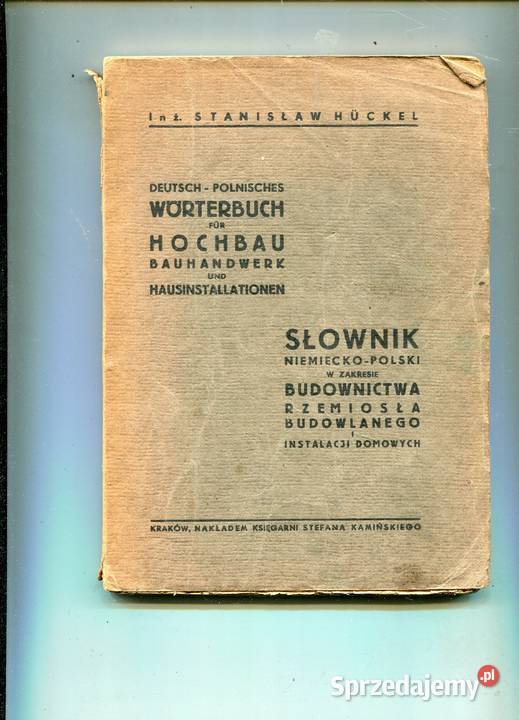 Inż. STANISŁAW HÜCKEL
DEUTSCH - POLNISCHES
WÖRTERBUCH
FÜR
HOCHBAU
BAUHANDWERK
UND
HAUSINSTALLATIONEN
SŁOWNIK
NIEMIECKO-POLSKI
W ZAKRESIE
BUDOWNICTWA
RZEMIOSŁA
BUDOWLANEGO
I
INSTALACJI DOMOWYCH
KRAKÓW, NAKŁADEM KSIĘGARNI STEFANA KAMIŃSKIEGO
Sprzedajemy.pl